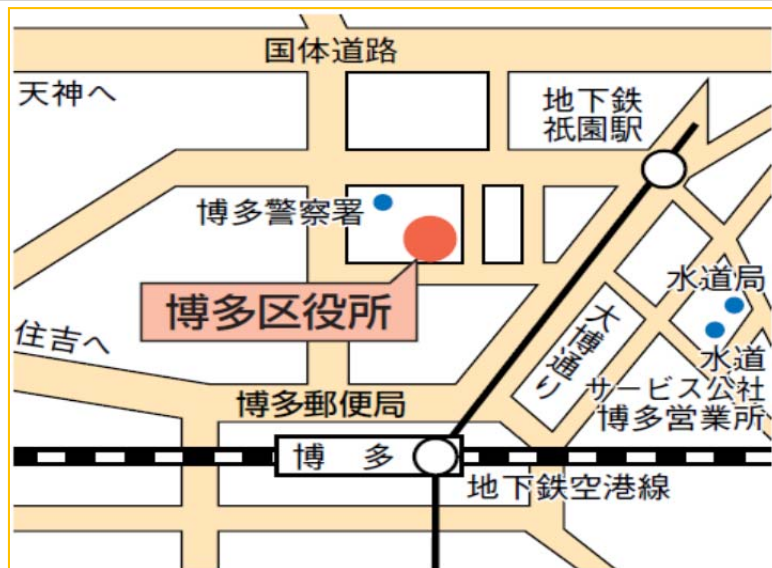 国体道路
天神へ
地下鉄
祇園駅
博多警察署
博多区役所
水道局
住吉へ
大博通り
水道
サービス公社
博多営業所
博多郵便局
博 多
地下鉄空港線